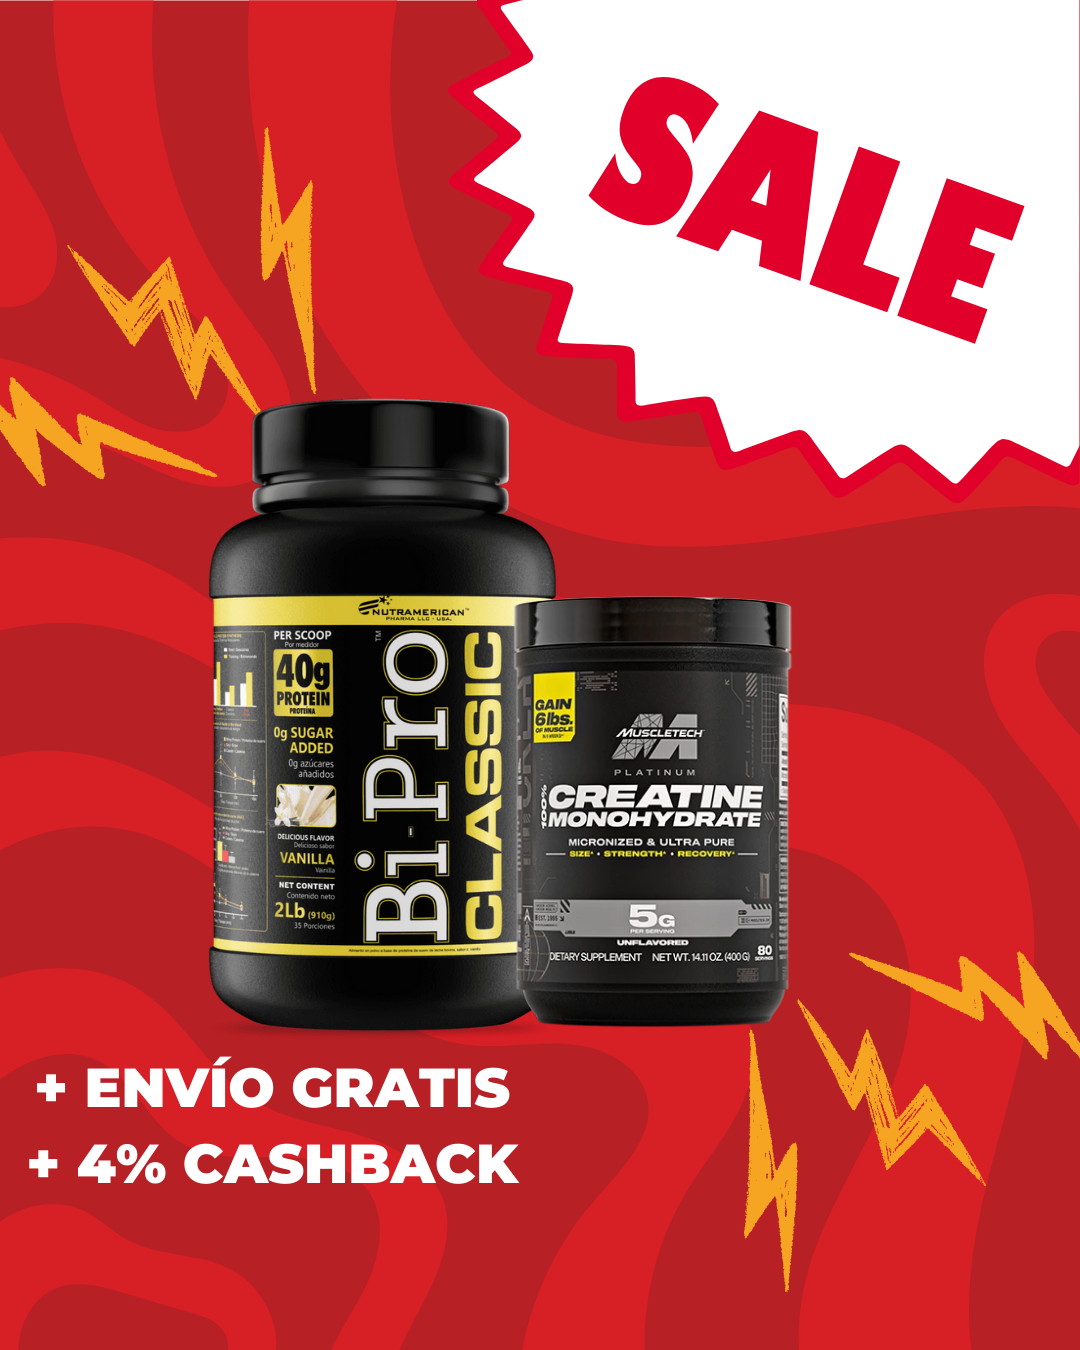 SALE
NUTRAMERICAN™
PHARMA LLC - USA.
PER SCOOP
Por medidor
40g
PROTEIN
PROTEÍNA
0g SUGAR
ADDED
0g azúcares
añadidos
DELICIOUS FLAVOR
Delicioso sabor
VANILLA
Vainilla
NET CONTENT
Contenido neto
2Lb (910g)
35 Porciones
Bi-Pro™
CLASSIC
GAIN
6lbs.
OF MUSCLE
MUSCLETECH
PLATINUM
100% CREATINE
MONOHYDRATE
MICRONIZED & ULTRA PURE
SIZE* • STRENGTH* • RECOVERY*
5G
PER SERVING
UNFLAVORED
DIETARY SUPPLEMENT NET WT. 14.11 OZ. (400 G)
80
SERVINGS
+ ENVÍO GRATIS
+ 4% CASHBACK